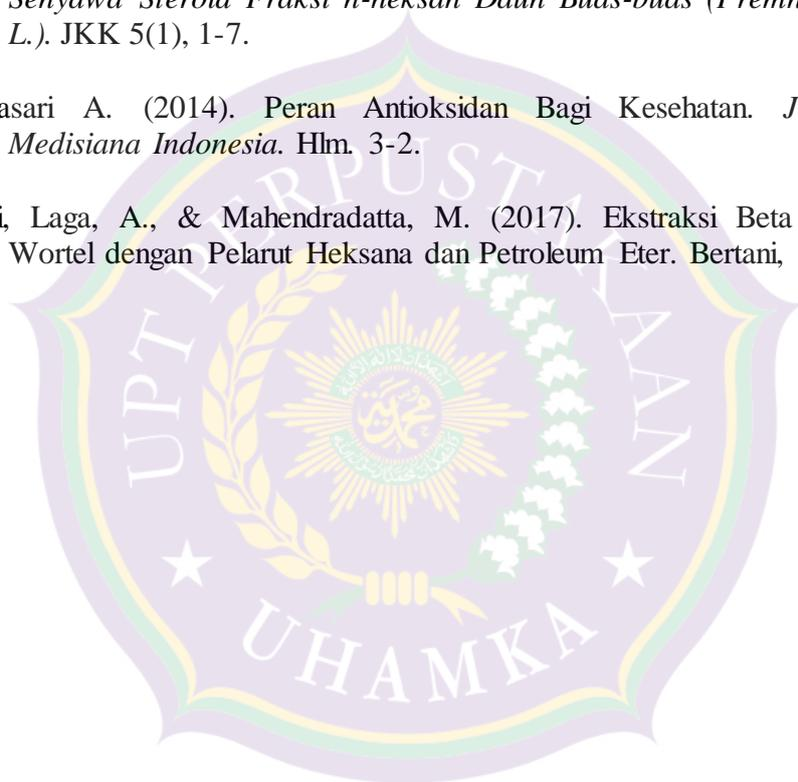 Senyawa Steroid Fraksi n-heksan Daun Buas-buas (Premn
L.). JKK 5(1), 1-7.
asari A. (2014). Peran Antioksidan Bagi Kesehatan. J
Medisiana Indonesia. Hlm. 3-2.
i, Laga, A., & Mahendradatta, M. (2017). Ekstraksi Beta
Wortel dengan Pelarut Heksana dan Petroleum Eter. Bertani,
UPT PERPUSTAKAAN
UHAMKA